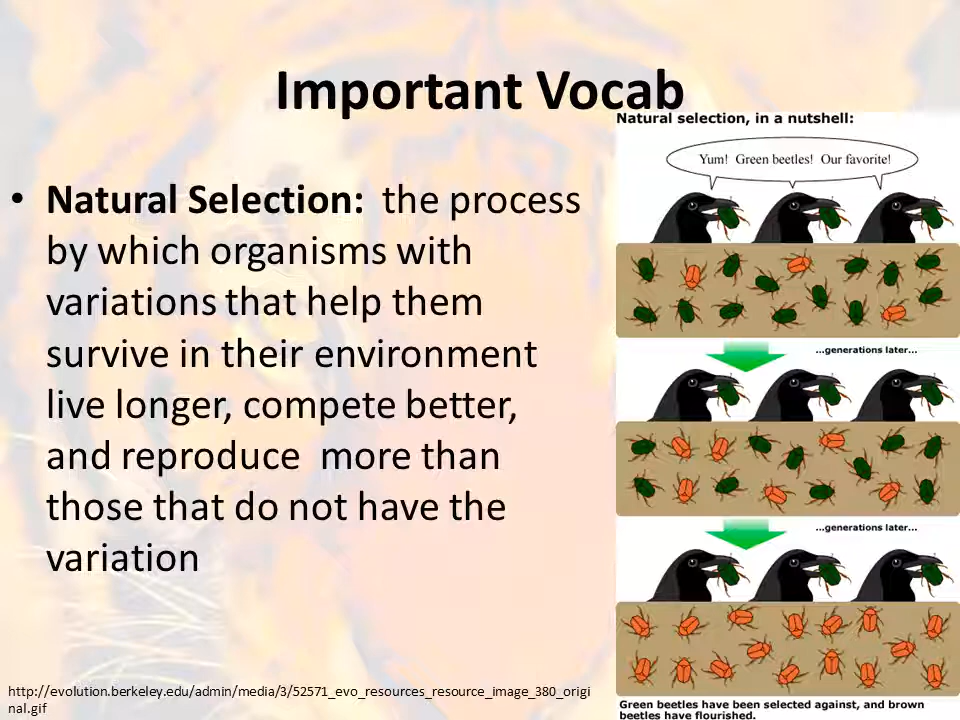 Important Vocab
• Natural Selection:  the process
by which organisms with
variations that help them
survive in their environment
live longer, compete better,
and reproduce  more than
those that do not have the
variation
Natural selection, in a nutshell:
Yum!  Green beetles!  Our favorite!
...generations later...
...generations later...
Green beetles have been selected against, and brown
beetles have flourished.
http://evolution.berkeley.edu/admin/media/3/52571_evo_resources_resource_image_380_origi
nal.gif